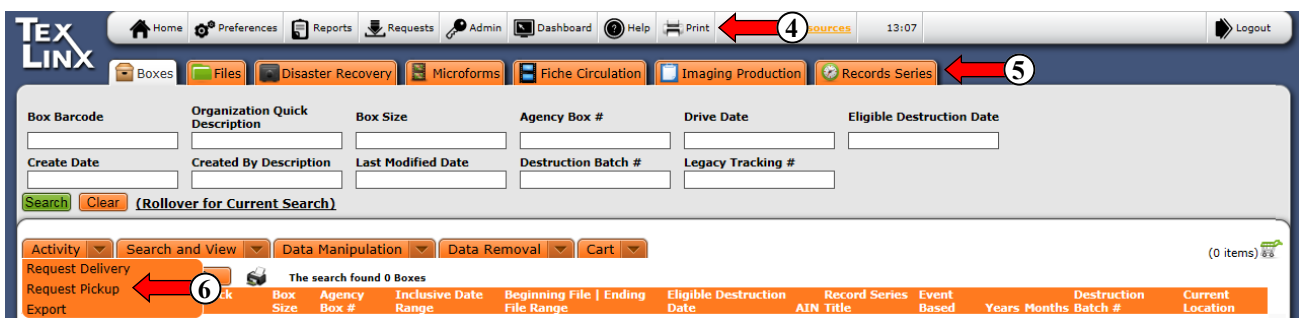 TEX
LINX
Home Preferences Reports Requests Admin Dashboard Help Print 4 sources 13:07 Logout
Boxes Files Disaster Recovery Microforms Fiche Circulation Imaging Production Records Series 5
Box Barcode Organization Quick Description Box Size Agency Box # Drive Date Eligible Destruction Date
Create Date Created By Description Last Modified Date Destruction Batch # Legacy Tracking #
Search Clear (Rollover for Current Search)
Activity Search and View Data Manipulation Data Removal Cart (0 items)
Request Delivery
The search found 0 Boxes
Request Pickup 6
Export
Box Size Agency Box # Inclusive Date Range Beginning File | Ending File Range Eligible Destruction Date AIN Record Series Title Event Based Years Months Destruction Batch # Current Location